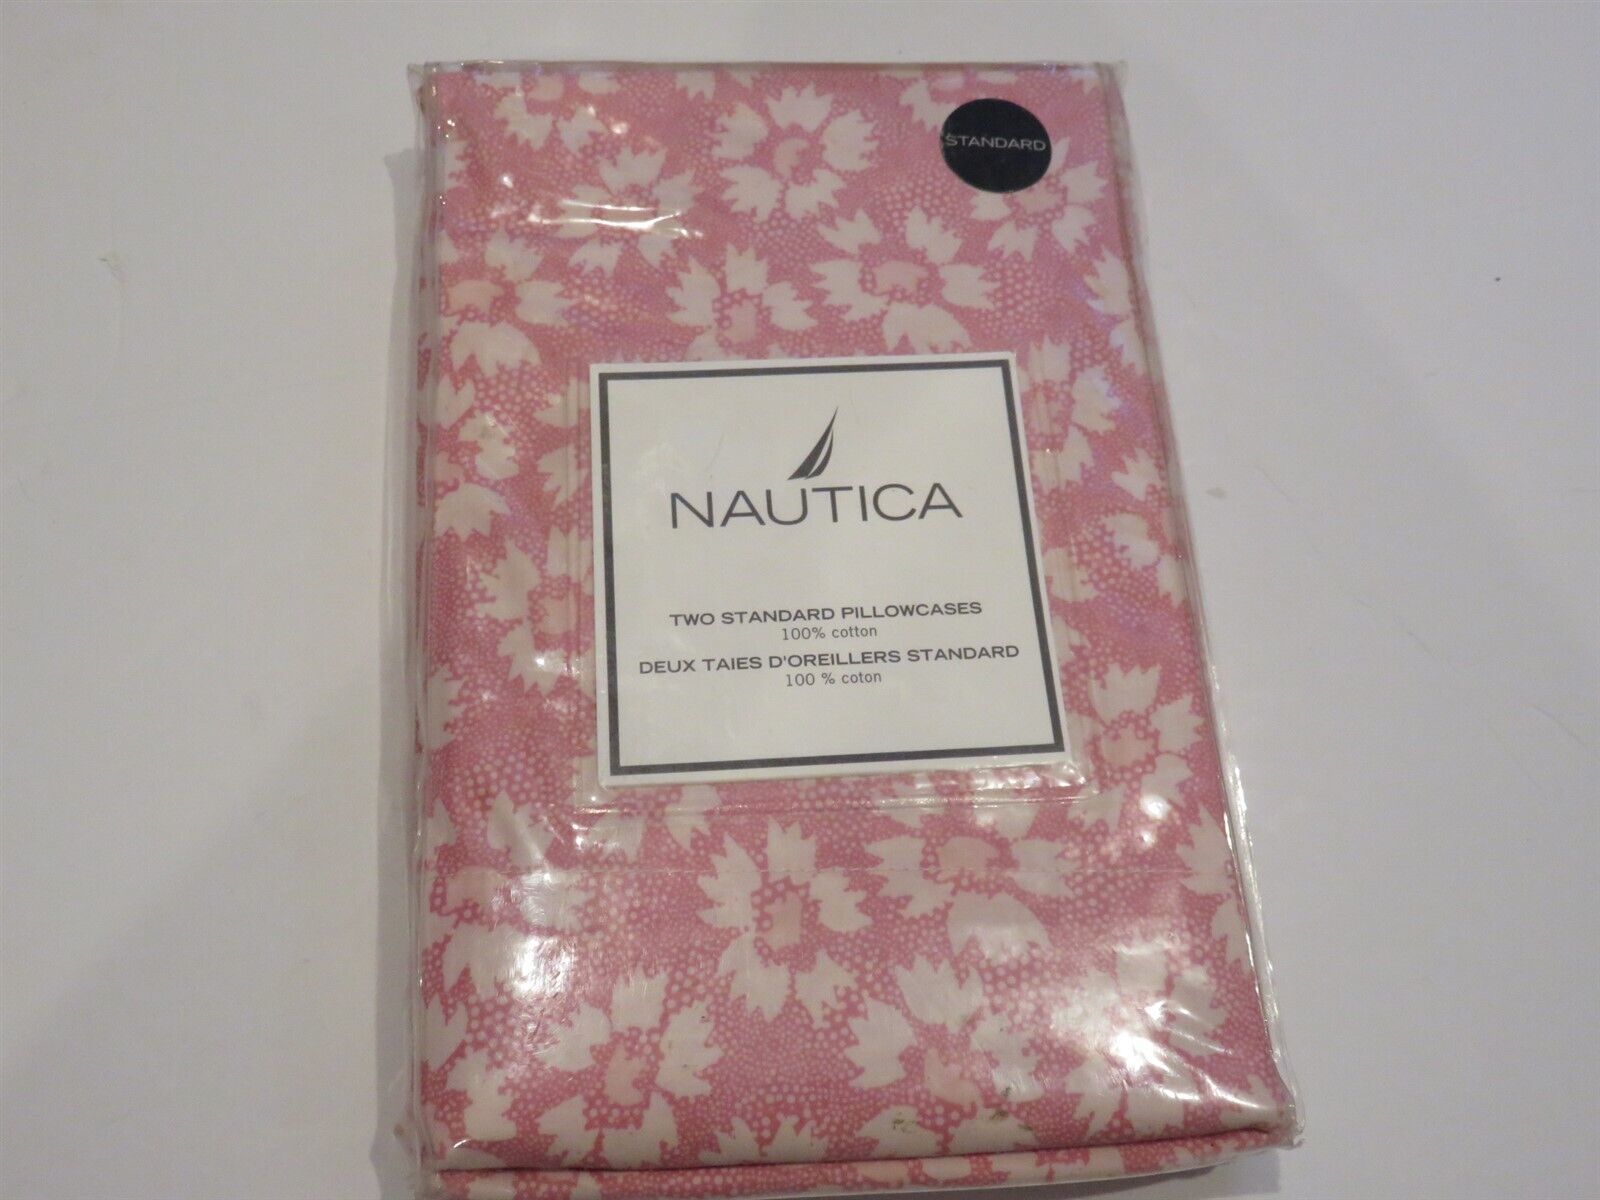 STANDARD
NAUTICA
TWO STANDARD PILLOWCASES
100% cotton
DEUX TAIES D'OREILLERS STANDARD
100 % coton